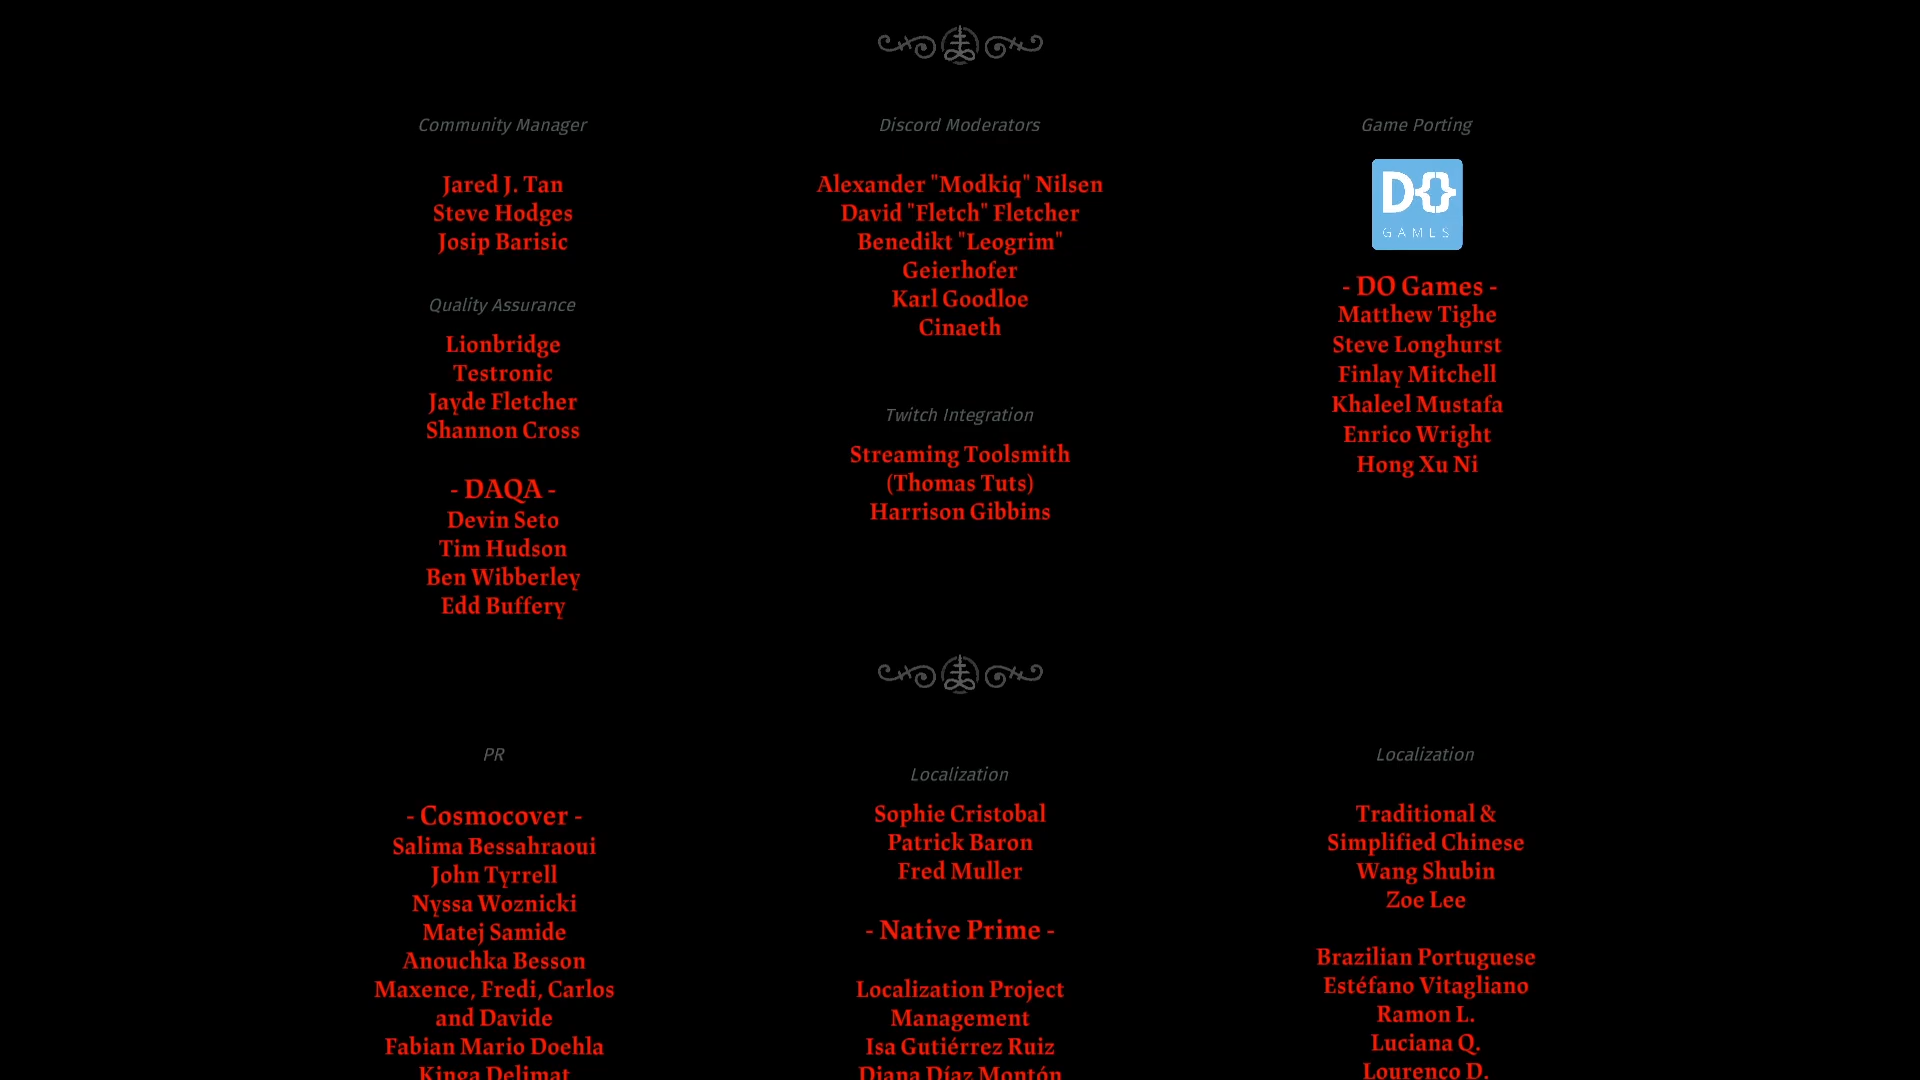 Community Manager
Jared J. Tan
Steve Hodges
Josip Barisic
Quality Assurance
Lionbridge
Testronic
Jayde Fletcher
Shannon Cross
- DAQA -
Devin Seto
Tim Hudson
Ben Wibberley
Edd Buffery
Discord Moderators
Alexander "Modkiq" Nilsen
David "Fletch" Fletcher
Benedikt "Leogrim"
Geierhofer
Karl Goodloe
Cinaeth
Twitch Integration
Streaming Toolsmith
(Thomas Tuts)
Harrison Gibbins
Game Porting
D{}
GAMES
- DO Games -
Matthew Tighe
Steve Longhurst
Finlay Mitchell
Khaleel Mustafa
Enrico Wright
Hong Xu Ni
PR
- Cosmocover -
Salima Bessahraoui
John Tyrrell
Nyssa Woznicki
Matej Samide
Anouchka Besson
Maxence, Fredi, Carlos
and Davide
Fabian Mario Doehla
Kinga Delimat
Localization
Sophie Cristobal
Patrick Baron
Fred Muller
- Native Prime -
Localization Project
Management
Isa Gutiérrez Ruiz
Diana Díaz Montón
Localization
Traditional &
Simplified Chinese
Wang Shubin
Zoe Lee
Brazilian Portuguese
Estéfano Vitagliano
Ramon L.
Luciana Q.
Lourenco D.